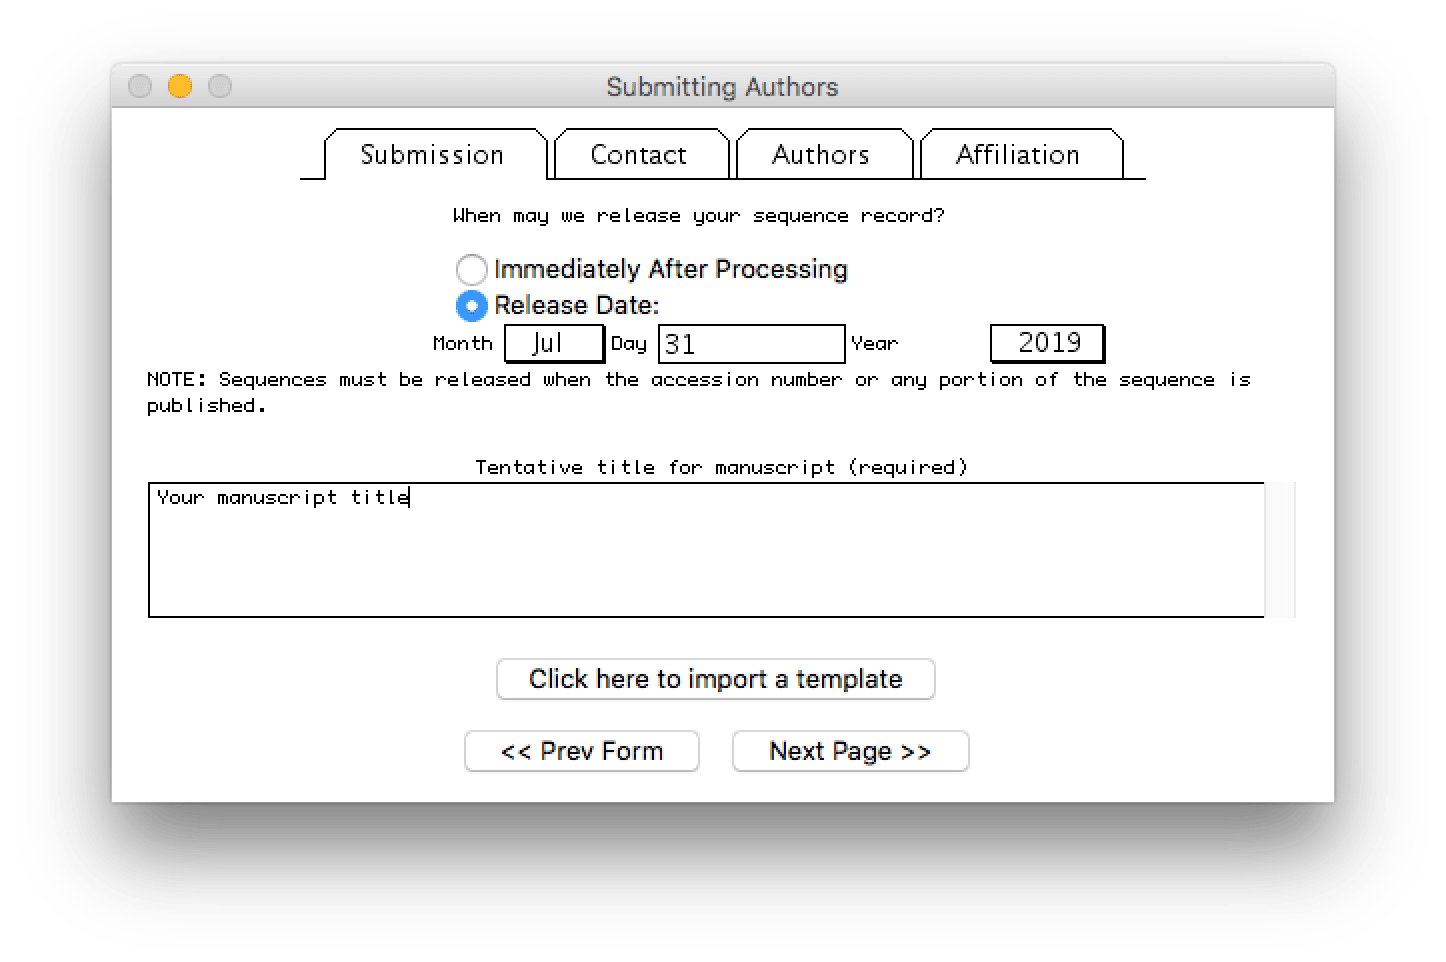 Submitting Authors
Submission Contact Authors Affiliation
When may we release your sequence record?
Immediately After Processing
Release Date:
Month Jul Day 31 Year 2019
NOTE: Sequences must be released when the accession number or any portion of the sequence is
published.
Tentative title for manuscript (required)
Your manuscript title
Click here to import a template
<< Prev Form Next Page >>